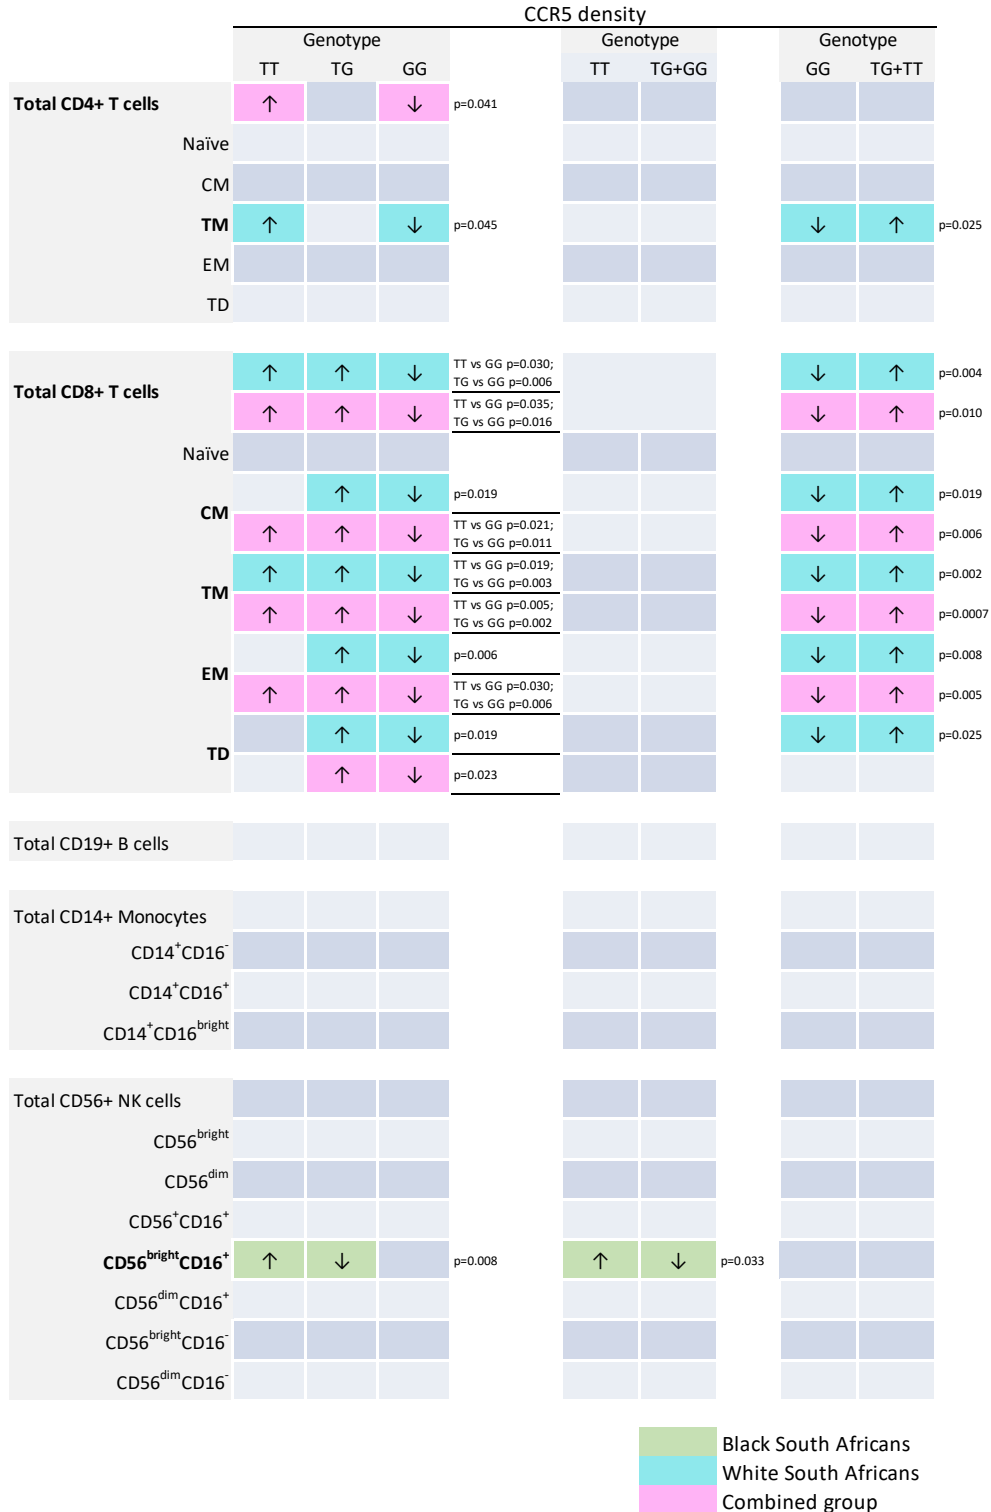 CCR5 density
Genotype Genotype Genotype
TT TG GG TT TG+GG GG TG+TT
Total CD4+ T cells ↑ ↓ p=0.041
Naïve
CM
TM ↑ ↓ p=0.045 ↓ ↑ p=0.025
EM
TD
Total CD8+ T cells
↑ ↑ ↓ TT vs GG p=0.030; ↓ ↑ p=0.004
TG vs GG p=0.006
↑ ↑ ↓ TT vs GG p=0.035; ↓ ↑ p=0.010
TG vs GG p=0.016
Naïve
CM
↑ ↓ p=0.019 ↓ ↑ p=0.019
↑ ↑ ↓ TT vs GG p=0.021; ↓ ↑ p=0.006
TG vs GG p=0.011
TM
↑ ↑ ↓ TT vs GG p=0.019; ↓ ↑ p=0.002
TG vs GG p=0.003
↑ ↑ ↓ TT vs GG p=0.005; ↓ ↑ p=0.0007
TG vs GG p=0.002
EM
↑ ↓ p=0.006 ↓ ↑ p=0.008
↑ ↑ ↓ TT vs GG p=0.030; ↓ ↑ p=0.005
TG vs GG p=0.006
TD
↑ ↓ p=0.019 ↓ ↑ p=0.025
↑ ↓ p=0.023
Total CD19+ B cells
Total CD14+ Monocytes
CD14⁺CD16⁻
CD14⁺CD16⁺
CD14⁺CD16ᵇʳⁱᵍʰᵗ
Total CD56+ NK cells
CD56ᵇʳⁱᵍʰᵗ
CD56ᵈⁱᵐ
CD56⁺CD16⁺
CD56ᵇʳⁱᵍʰᵗCD16⁺ ↑ ↓ p=0.008 ↑ ↓ p=0.033
CD56ᵈⁱᵐCD16⁺
CD56ᵇʳⁱᵍʰᵗCD16⁻
CD56ᵈⁱᵐCD16⁻
Black South Africans
White South Africans
Combined group